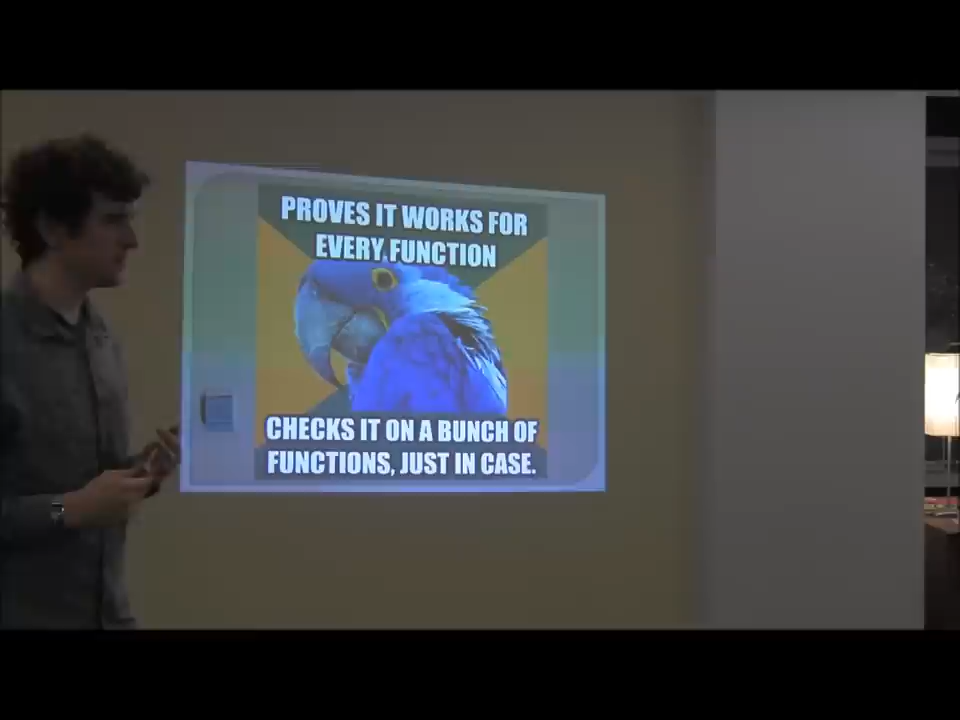 PROVES IT WORKS FOR
EVERY FUNCTION
CHECKS IT ON A BUNCH OF
FUNCTIONS, JUST IN CASE.